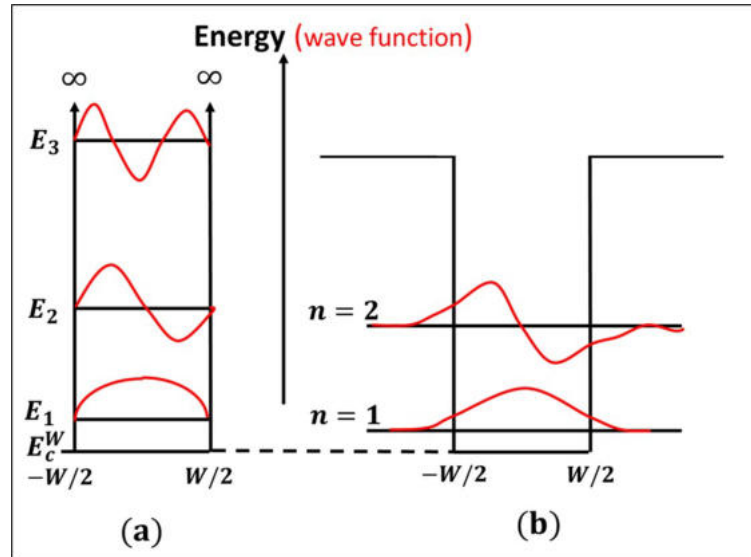 Energy (wave function)
∞ ∞
E₃
E₂
n = 2
E₁
n = 1
E_c^W
−W/2 W/2
−W/2 W/2
(a)
(b)